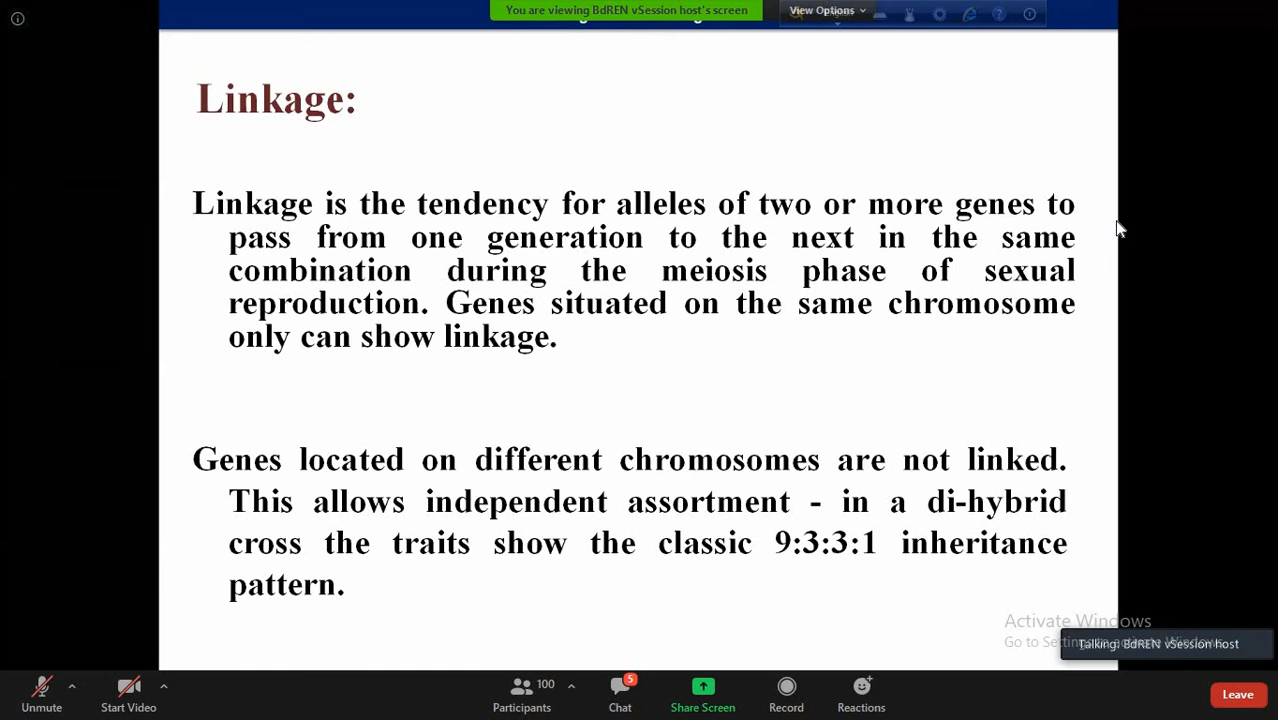 You are viewing BdREN vSession host's screen
View Options
Linkage:
Linkage is the tendency for alleles of two or more genes to
pass from one generation to the next in the same
combination during the meiosis phase of sexual
reproduction. Genes situated on the same chromosome
only can show linkage.
Genes located on different chromosomes are not linked.
This allows independent assortment - in a di-hybrid
cross the traits show the classic 9:3:3:1 inheritance
pattern.
Activate Windows
Go to Settings to activate Windows.
Talking: BdREN vSession host
Unmute
Start Video
Participants 100
Chat 5
Share Screen
Record
Reactions
Leave